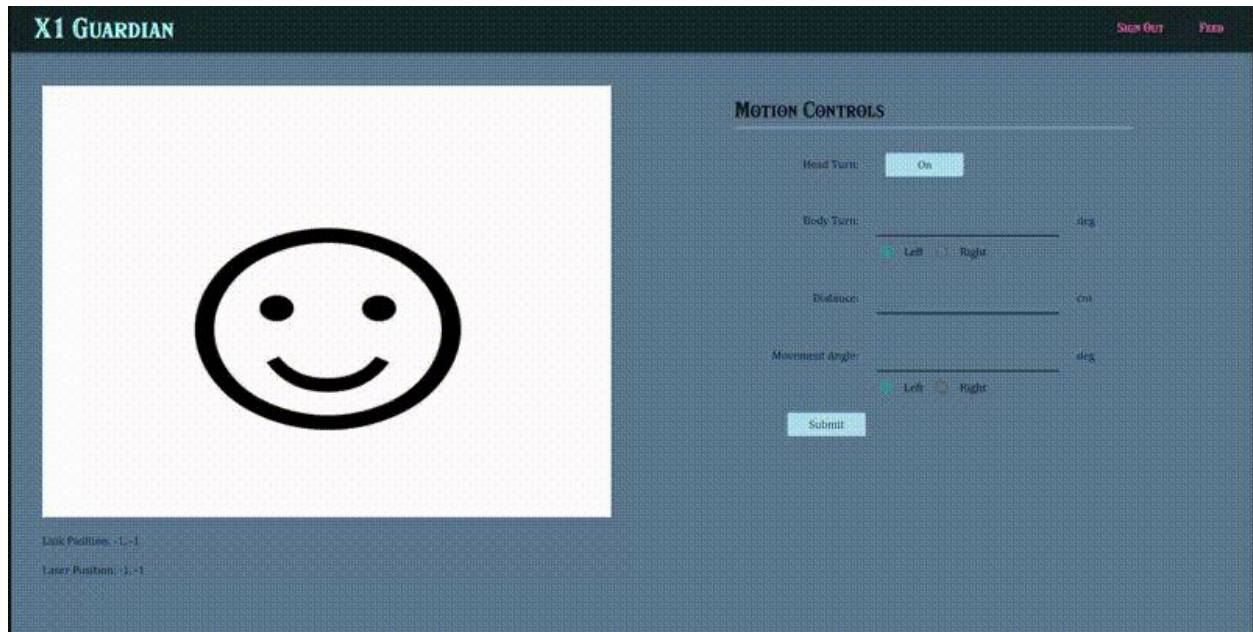 X1 Guardian
Sign Out
Feed
Motion Controls
Head Turn: On
Body Turn: deg
Left Right
Distance: cm
Movement Angle: deg
Left Right
Submit
Link Position: -1,-1
Laser Position: -1,-1